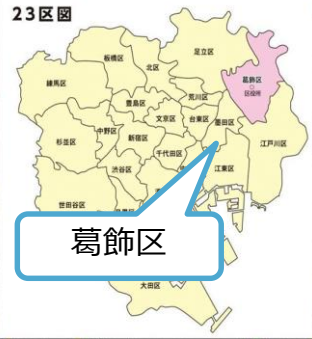 23区図
足立区
板橋区
北区
葛飾区
区役所
練馬区
荒川区
豊島区
文京区
台東区
墨田区
中野区
新宿区
杉並区
江戸川区
千代田区
渋谷区
江東区
世田谷区
葛飾区
大田区